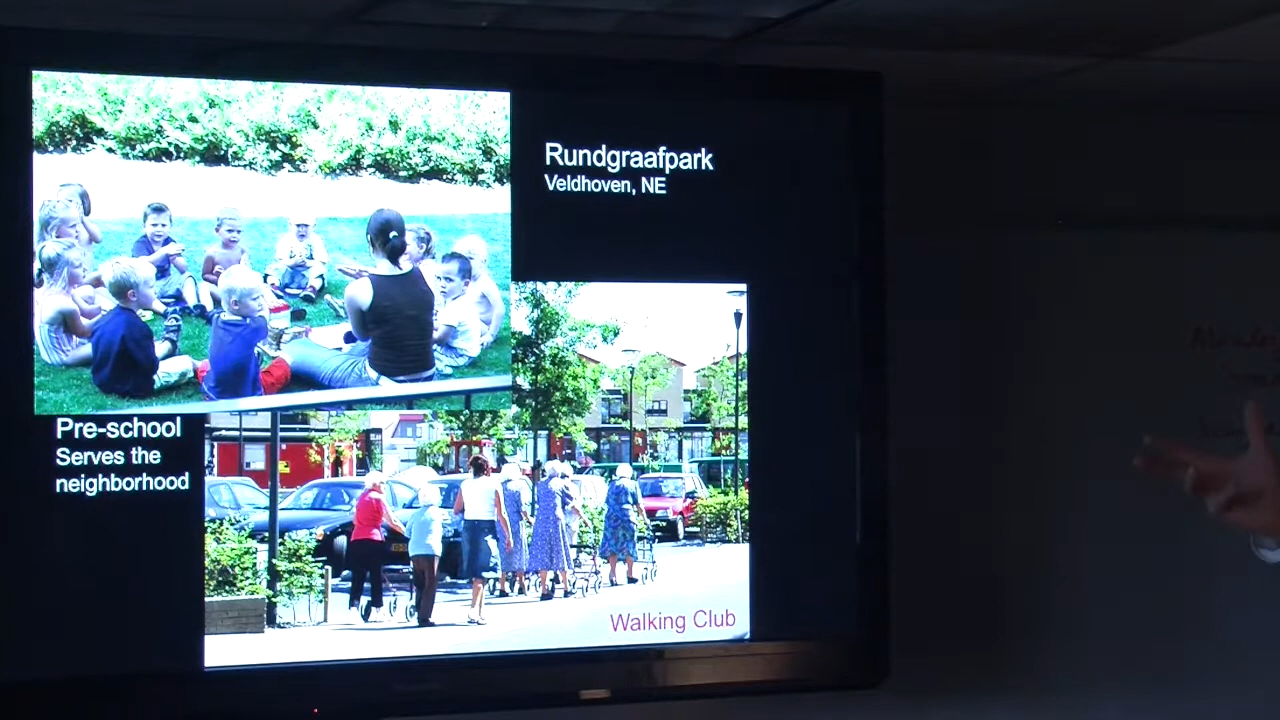 Rundgraafpark
Veldhoven, NE
Pre-school
Serves the
neighborhood
Walking Club